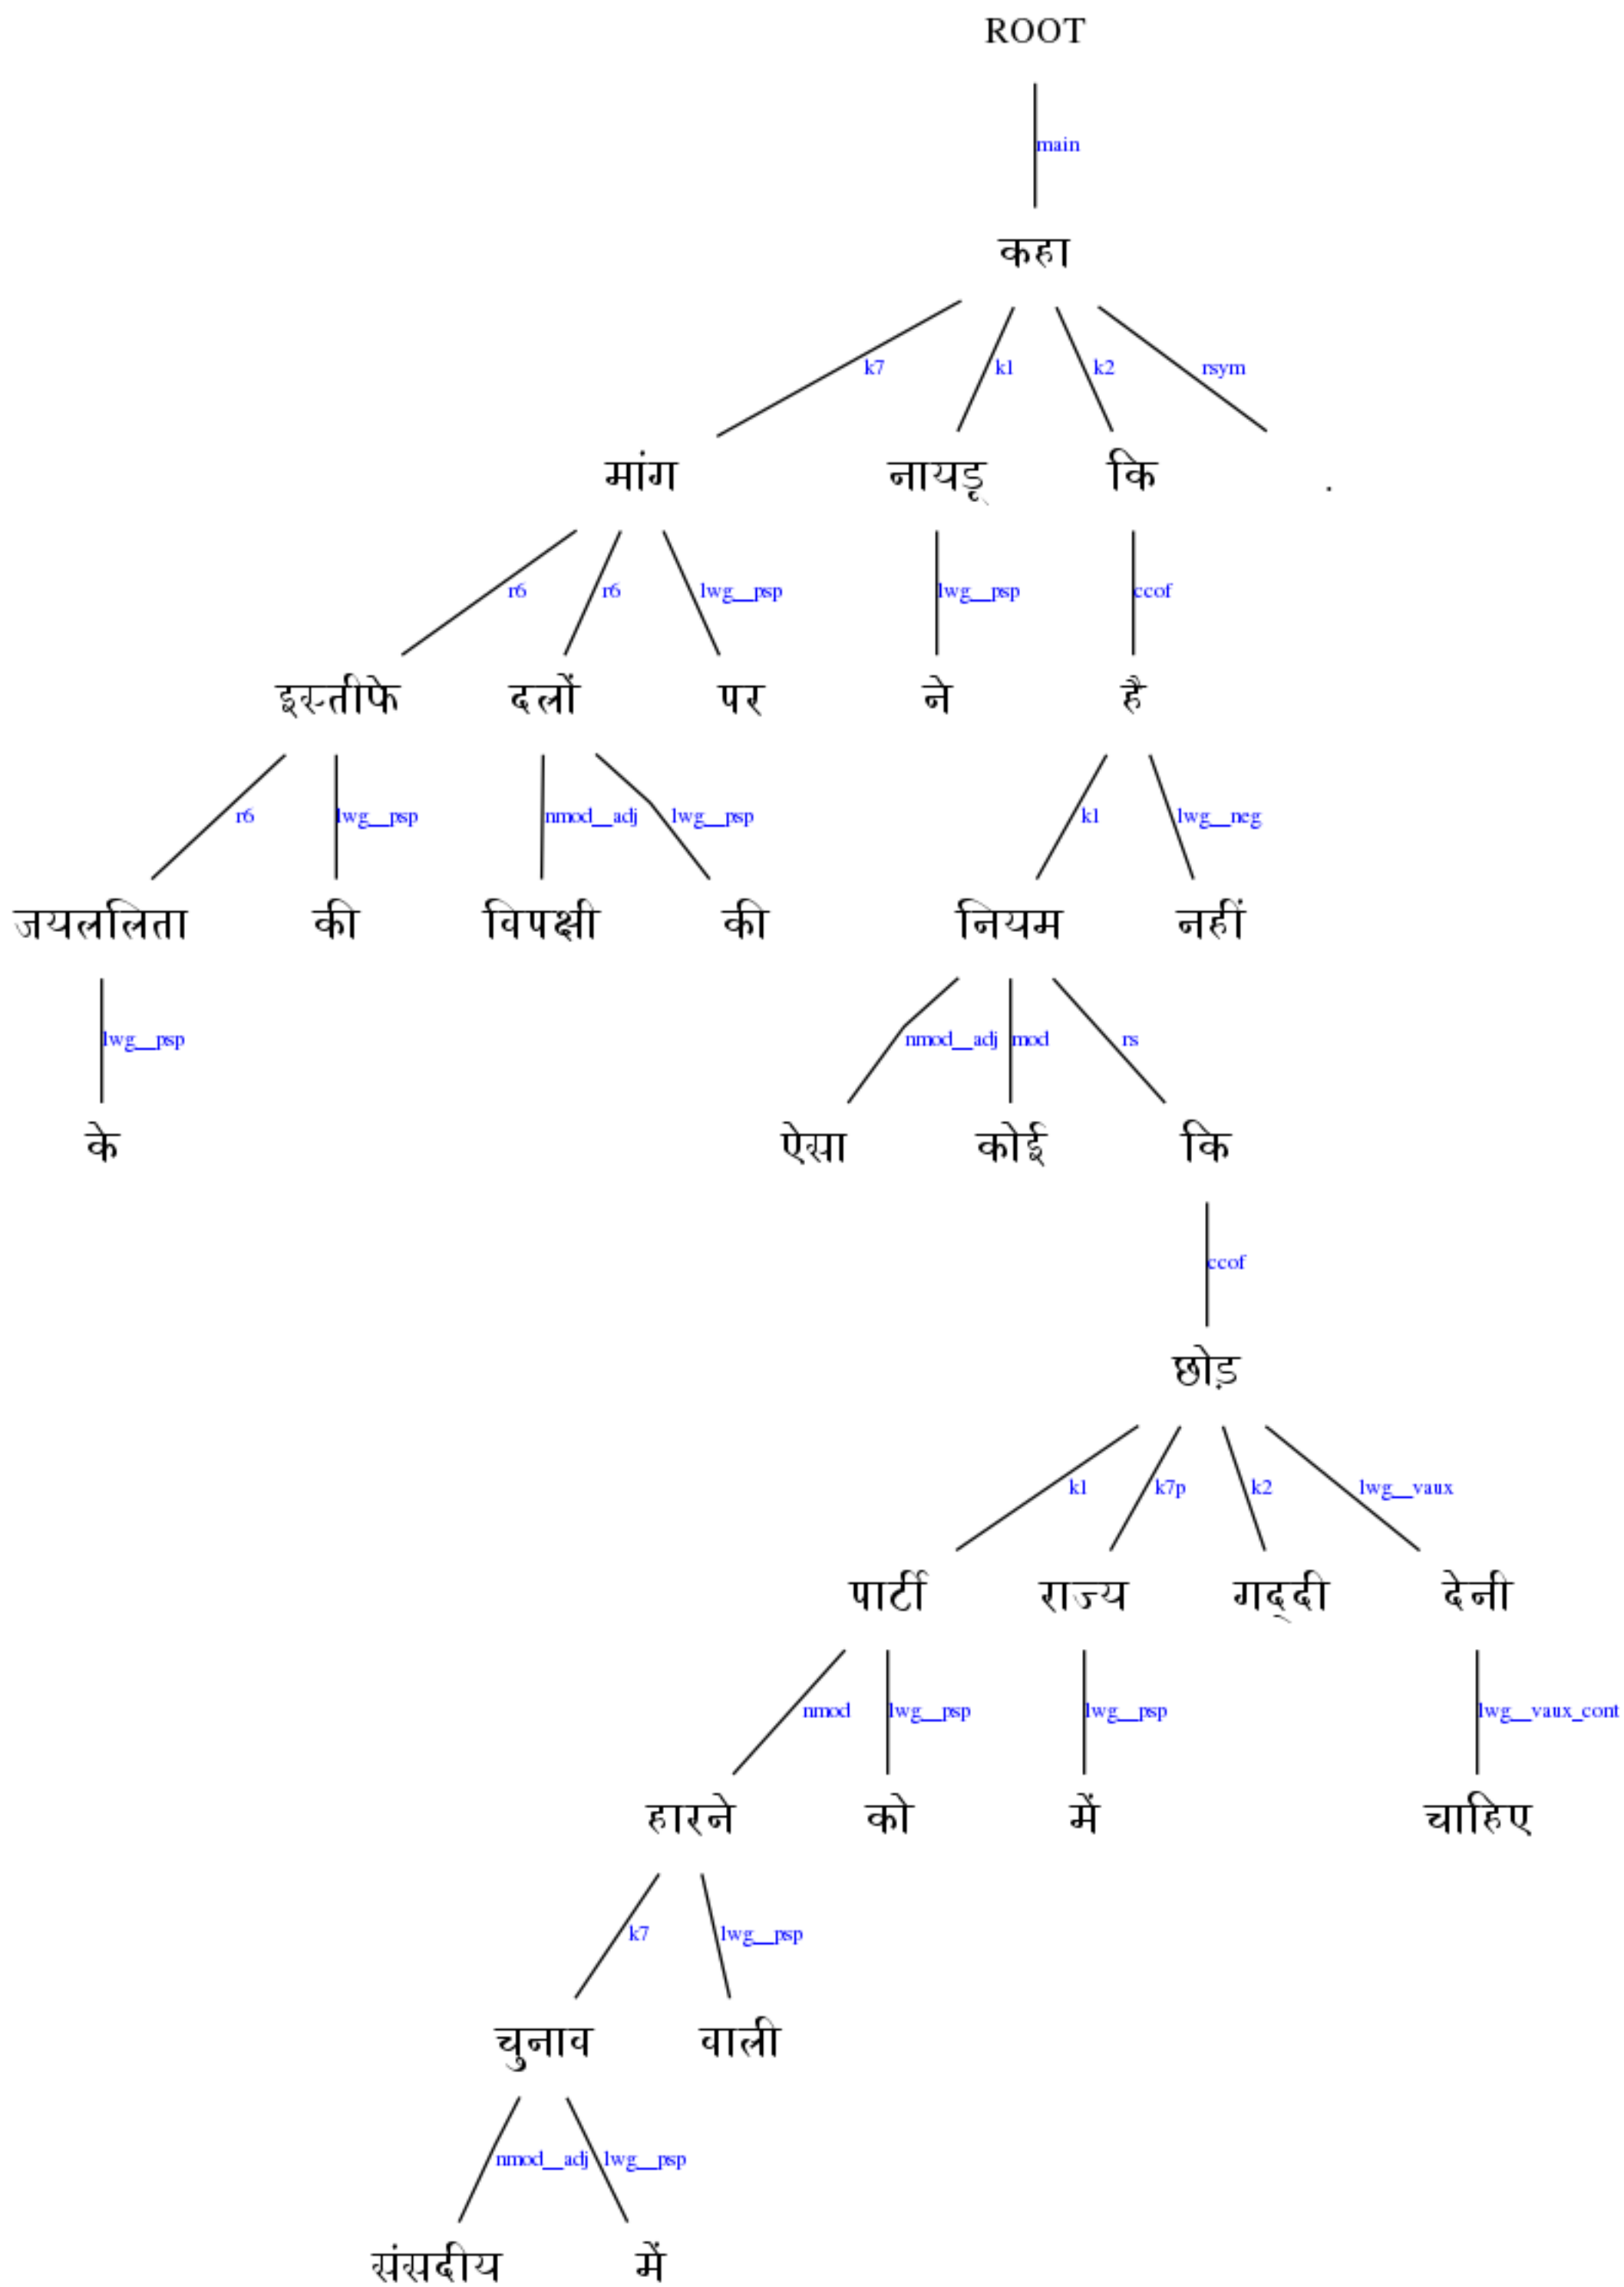 ROOT
main
कहा
k7 k1 k2 rsym
मांग नायडू कि .
r6 r6 lwg__psp lwg__psp ccof
इस्तीफे दलों पर ने है
r6 lwg__psp nmod__adj lwg__psp k1 lwg__neg
जयललिता की विपक्षी की नियम नहीं
lwg__psp nmod__adj mod rs
के ऐसा कोई कि
ccof
छोड़
k1 k7p k2 lwg__vaux
पार्टी राज्य गद्दी देनी
nmod lwg__psp lwg__psp lwg__vaux_cont
हारने को में चाहिए
k7 lwg__psp
चुनाव वाली
nmod__adj lwg__psp
संसदीय में